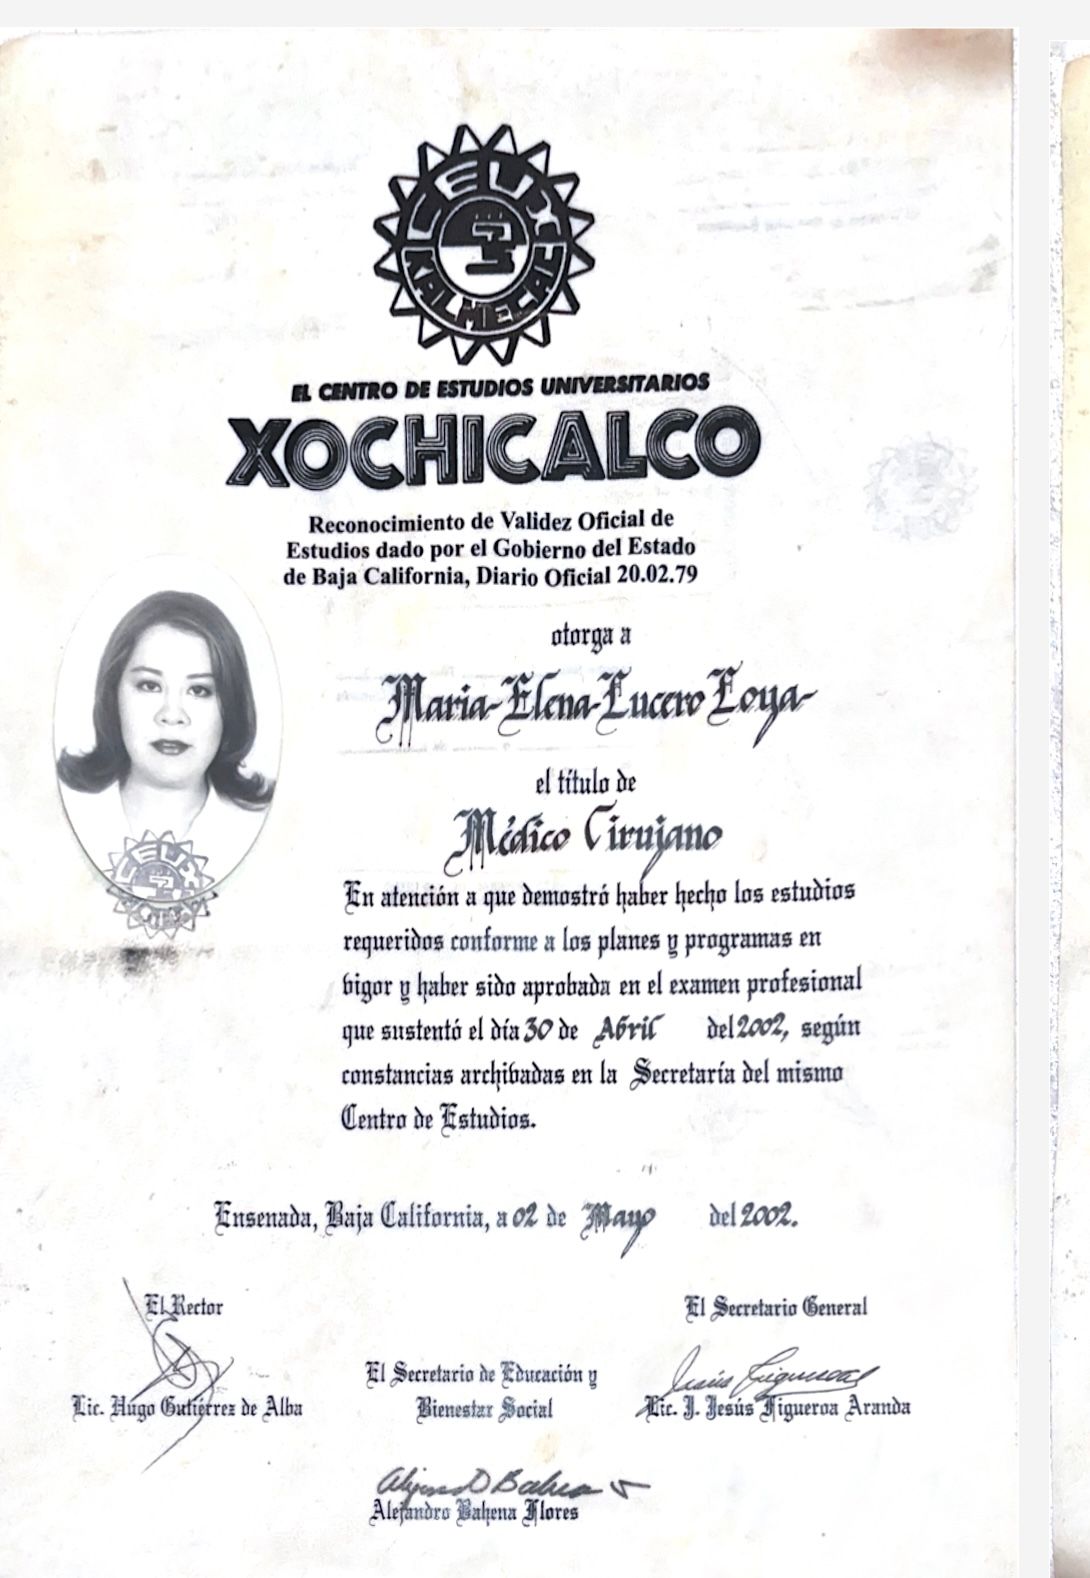 CEUX
KALMECAC
EL CENTRO DE ESTUDIOS UNIVERSITARIOS
XOCHICALCO
Reconocimiento de Validez Oficial de
Estudios dado por el Gobierno del Estado
de Baja California, Diario Oficial 20.02.79
otorga a
Maria-Elena-Lucero Loya-
el título de
Médico Cirujano
En atención a que demostró haber hecho los estudios
requeridos conforme a los planes y programas en
vigor y haber sido aprobada en el examen profesional
que sustentó el día 30 de Abril del 2002, según
constancias archivadas en la Secretaría del mismo
Centro de Estudios.
Ensenada, Baja California, a 02 de Mayo del 2002.
El Rector
El Secretario General
Lic. Hugo Gutiérrez de Alba
El Secretario de Educación y
Bienestar Social
Jesús Figueroa
Lic. J. Jesús Figueroa Aranda
Alejandro Bahena Flores